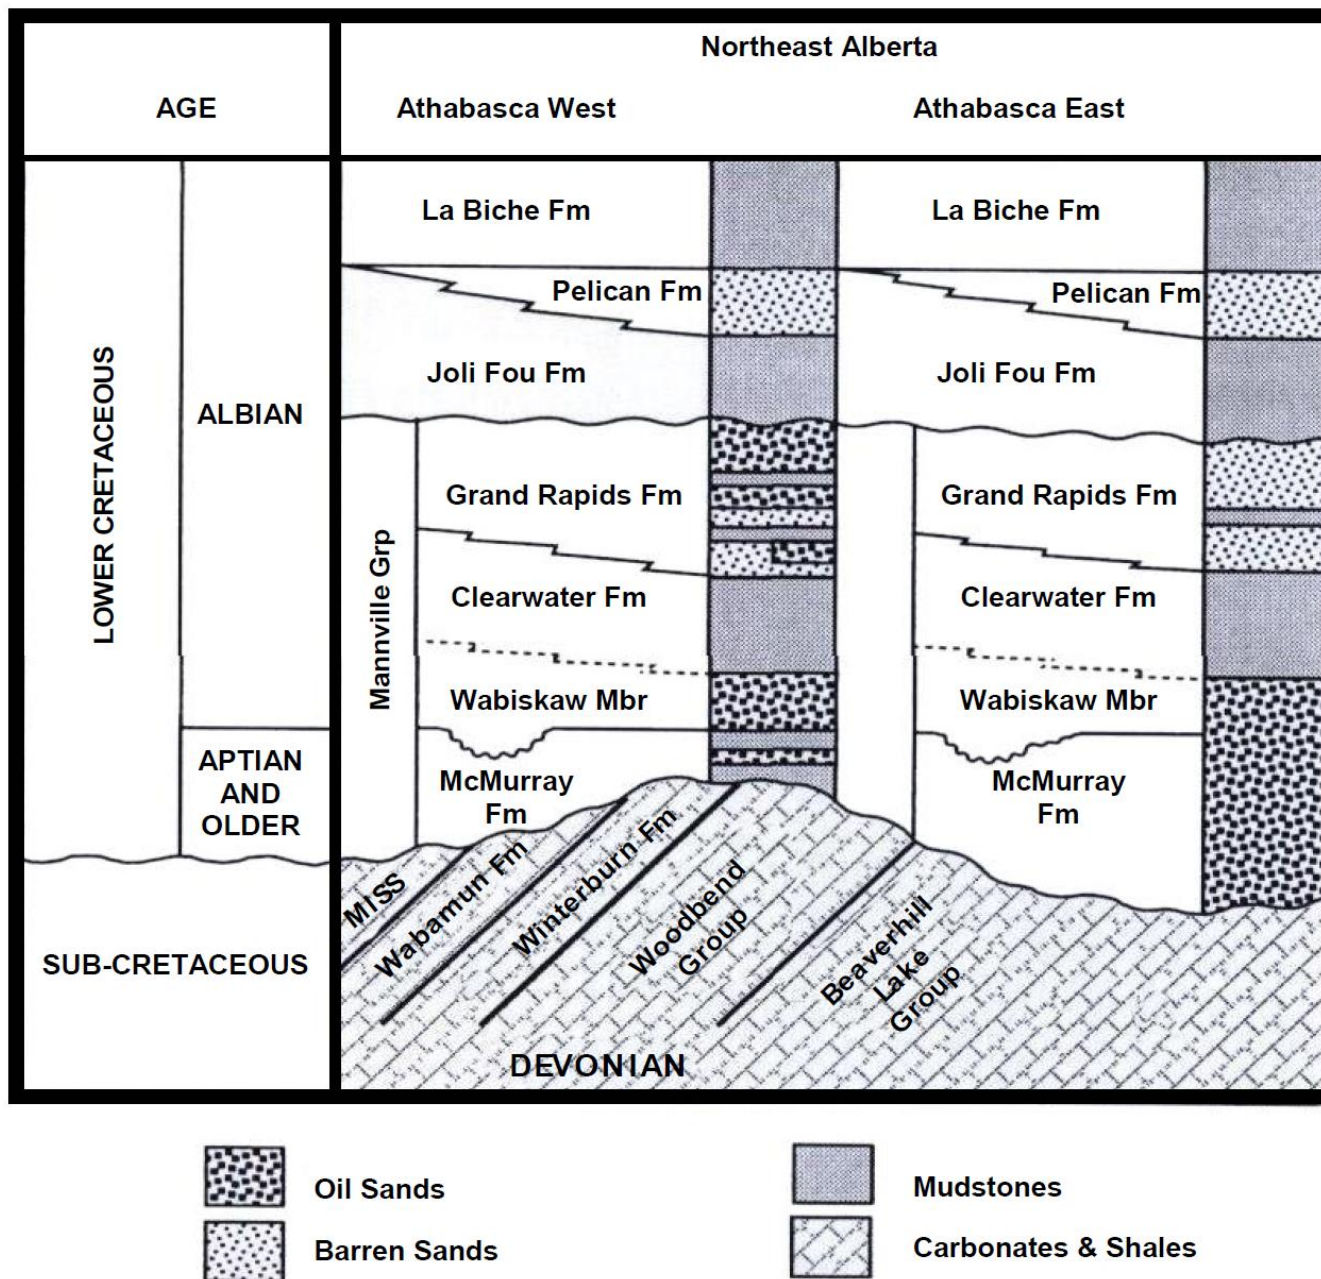 Northeast Alberta
AGE
Athabasca West
Athabasca East
La Biche Fm
La Biche Fm
Pelican Fm
Pelican Fm
Joli Fou Fm
Joli Fou Fm
LOWER CRETACEOUS
ALBIAN
Mannville Grp
Grand Rapids Fm
Grand Rapids Fm
Clearwater Fm
Clearwater Fm
Wabiskaw Mbr
Wabiskaw Mbr
APTIAN
AND
OLDER
McMurray
Fm
McMurray
Fm
SUB-CRETACEOUS
MISS
Wabamun Fm
Winterburn Fm
Woodbend
Group
Beaverhill
Lake
Group
DEVONIAN
Oil Sands
Mudstones
Barren Sands
Carbonates & Shales